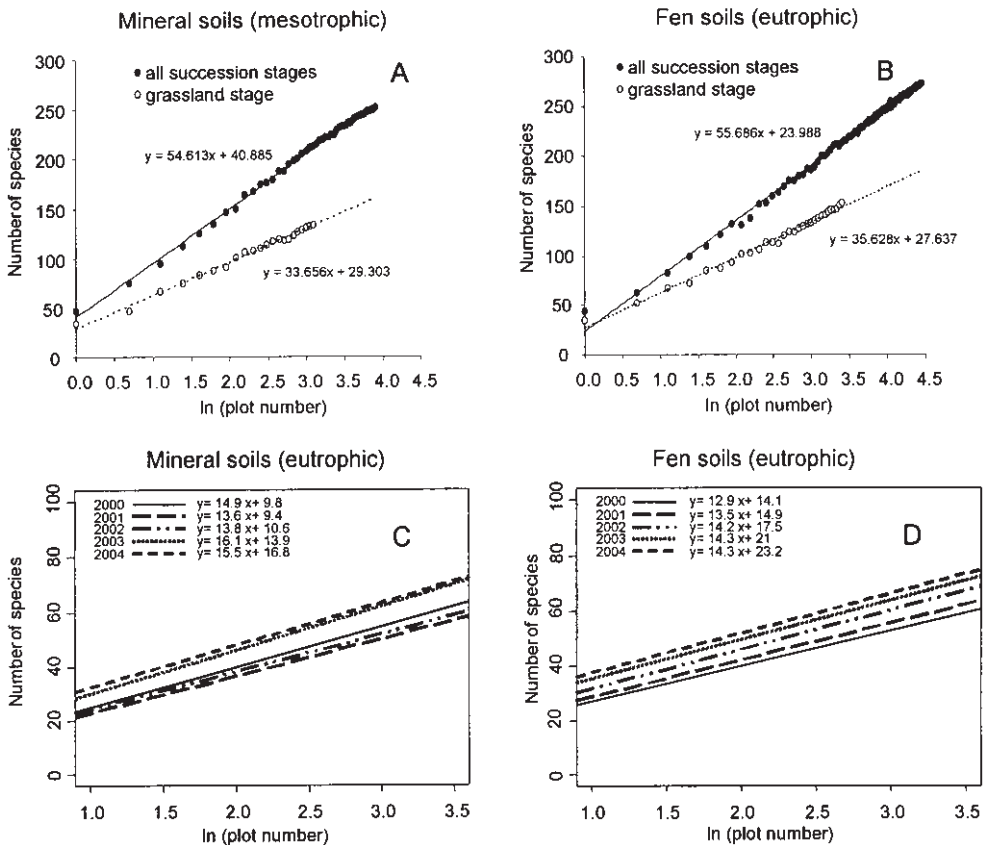 Mineral soils (mesotrophic)
Number of species
300
250
200
150
100
50
0
all succession stages
grassland stage
A
y = 54.613x + 40.885
y = 33.656x + 29.303
0.0 0.5 1.0 1.5 2.0 2.5 3.0 3.5 4.0 4.5
ln (plot number)
Fen soils (eutrophic)
Number of species
300
250
200
150
100
50
0
all succession stages
grassland stage
B
y = 55.686x + 23.988
y = 35.628x + 27.637
0.0 0.5 1.0 1.5 2.0 2.5 3.0 3.5 4.0 4.5
ln (plot number)
Mineral soils (eutrophic)
Number of species
100
80
60
40
20
0
2000 y= 14.9 x+ 9.8
2001 y= 13.6 x+ 9.4
2002 y= 13.8 x+ 10.6
2003 y= 16.1 x+ 13.9
2004 y= 15.5 x+ 16.8
C
1.0 1.5 2.0 2.5 3.0 3.5
ln (plot number)
Fen soils (eutrophic)
Number of species
100
80
60
40
20
0
2000 y= 12.9 x+ 14.1
2001 y= 13.5 x+ 14.9
2002 y= 14.2 x+ 17.5
2003 y= 14.3 x+ 21
2004 y= 14.3 x+ 23.2
D
1.0 1.5 2.0 2.5 3.0 3.5
ln (plot number)